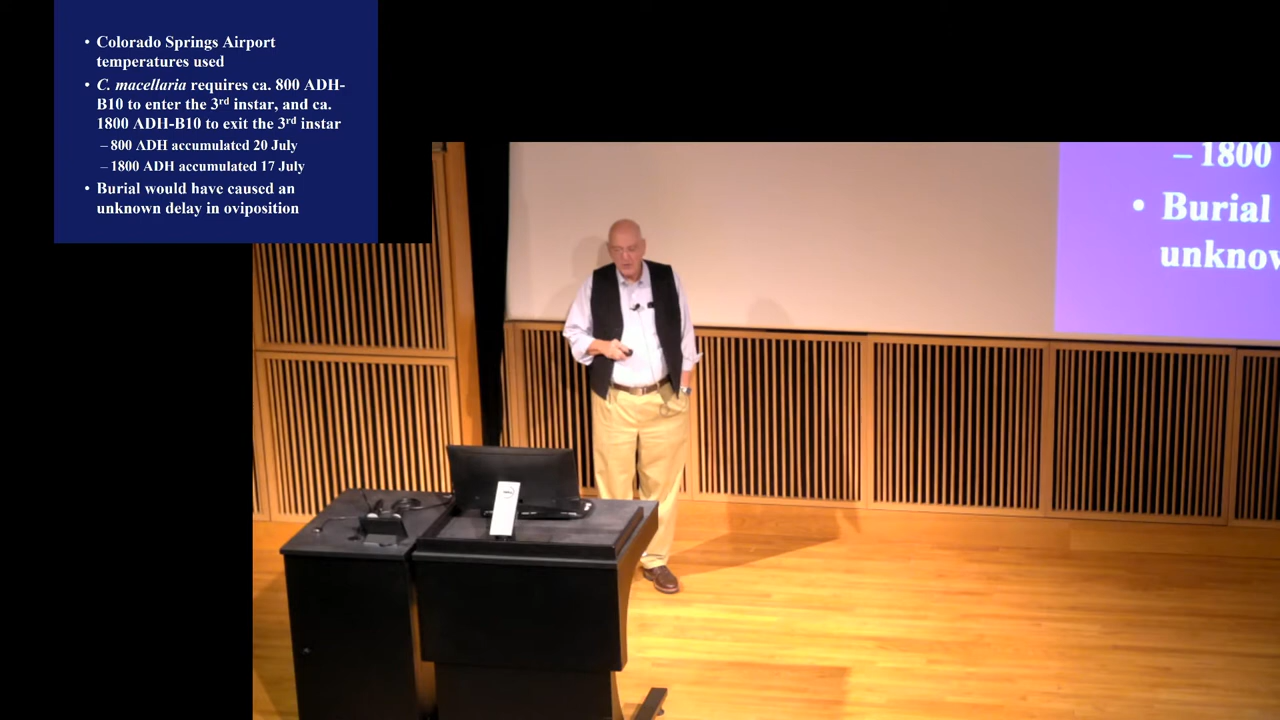 • Colorado Springs Airport
temperatures used
• C. macellaria requires ca. 800 ADH-
B10 to enter the 3rd instar, and ca.
1800 ADH-B10 to exit the 3rd instar
– 800 ADH accumulated 20 July
– 1800 ADH accumulated 17 July
• Burial would have caused an
unknown delay in oviposition
– 1800
• Burial
unknow